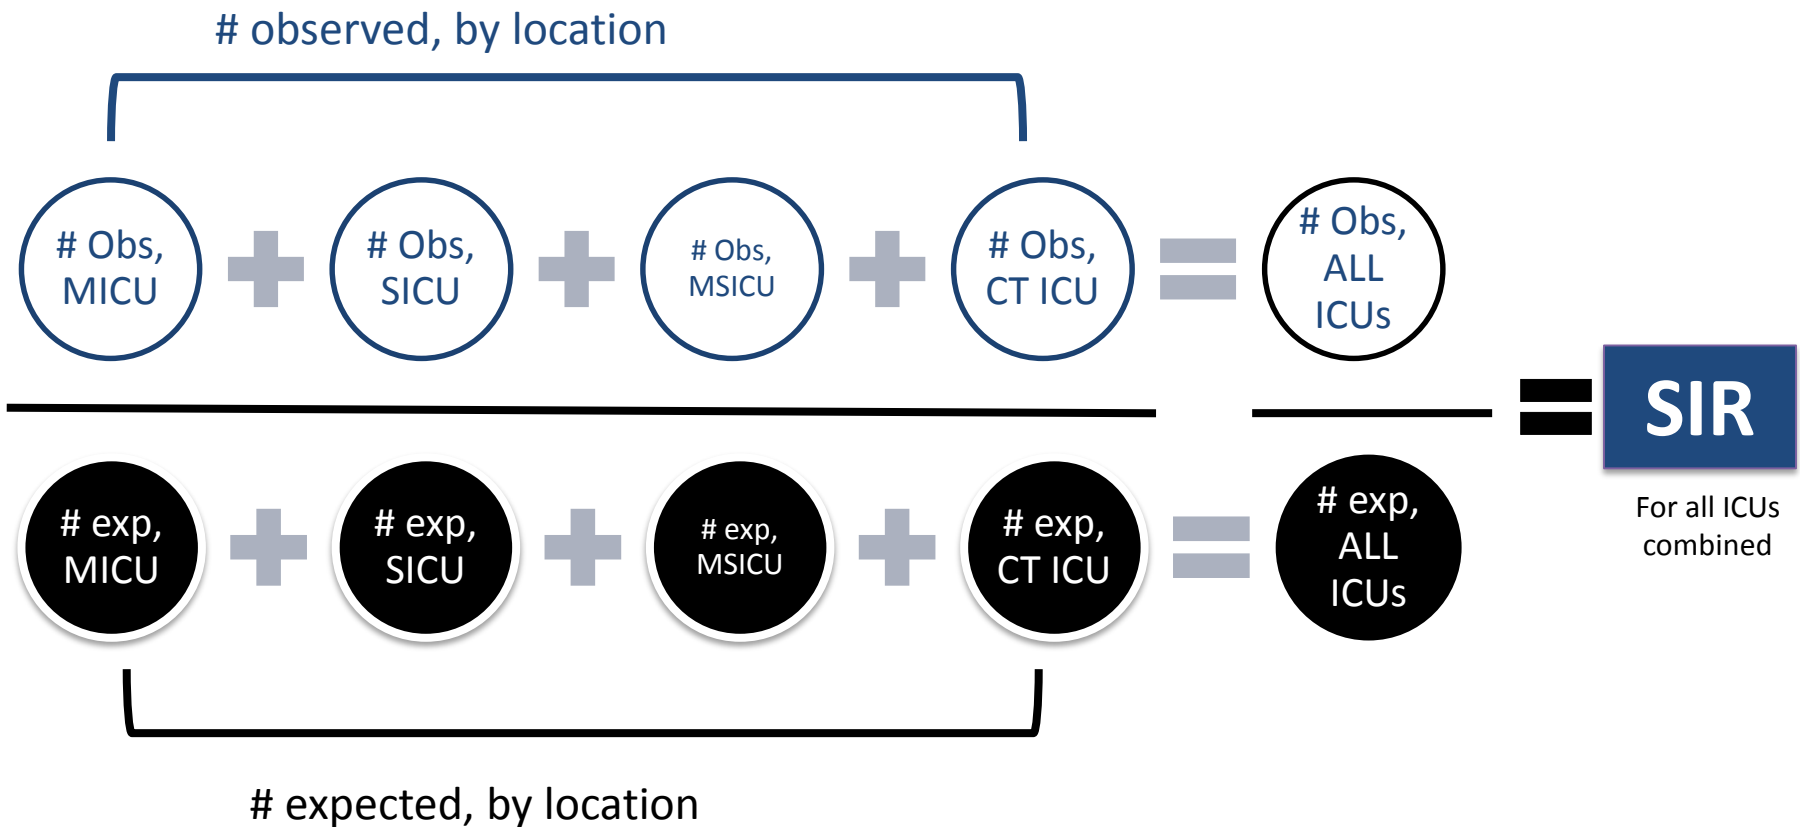 # observed, by location
# Obs,
MICU
# Obs,
SICU
# Obs,
MSICU
# Obs,
CT ICU
# Obs,
ALL
ICUs
SIR
For all ICUs
combined
# exp,
MICU
# exp,
SICU
# exp,
MSICU
# exp,
CT ICU
# exp,
ALL
ICUs
# expected, by location